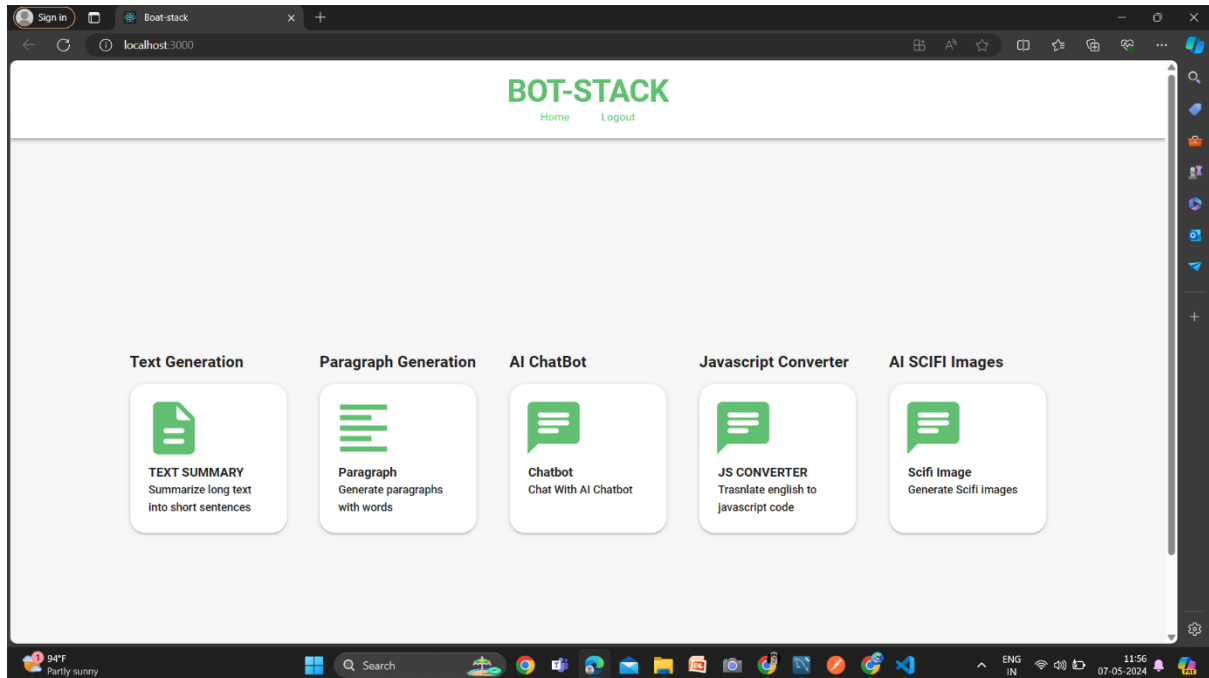 Sign in
Boat-stack
localhost:3000
BOT-STACK
Home Logout
Text Generation
Paragraph Generation
AI ChatBot
Javascript Converter
AI SCIFI Images
TEXT SUMMARY
Summarize long text
into short sentences
Paragraph
Generate paragraphs
with words
Chatbot
Chat With AI Chatbot
JS CONVERTER
Trasnlate english to
javascript code
Scifi Image
Generate Scifi images
1
94°F
Partly sunny
Search
ENG
IN
11:56
07-05-2024